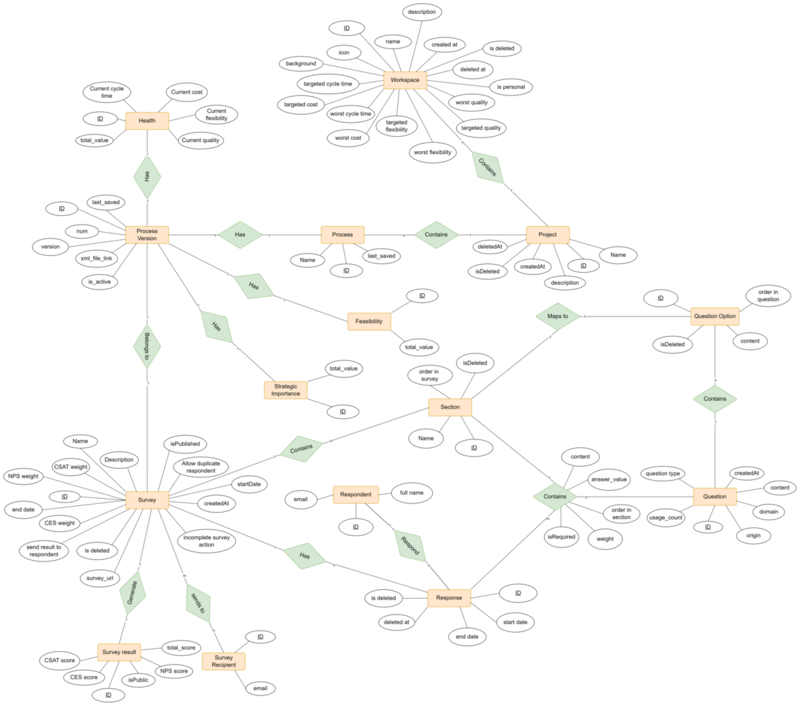 description
ID
name
created at
icon
is deleted
background
deleted at
Workspace
targeted cycle time
is personal
targeted cost
worst quality
worst cycle time
targeted
flexibility
targeted quality
worst cost
worst flexibility
Contains
Current cycle
time
Current cost
ID
Current
flexibility
Health
total_value
Current quality
Has
last_saved
ID
num
Process
Version
version
xml_file_link
is_active
Has
Process
Name
ID
last_saved
Contains
Project
deletedAt
Name
isDeleted
createdAt
ID
description
Has
Feasibility
ID
total_value
Has
Strategic
Importance
total_value
ID
Belongs to
Maps to
ID
order in
question
Question Option
isDeleted
content
Contains
isDeleted
order in
survey
Section
Name
ID
Contains
isPublished
Name
Description
CSAT weight
Allow duplicate
respondent
NPS weight
startDate
ID
Survey
createdAt
end date
CES weight
incomplete survey
action
send result to
respondent
is deleted
survey_url
email
Respondent
full name
ID
Respond
Contains
content
answer_value
order in
section
isRequired
weight
question type
createdAt
content
Question
usage_count
domain
ID
origin
Has
is deleted
Response
ID
deleted at
start date
end date
Generate
sends to
Survey result
total_score
CSAT score
CES score
NPS score
isPublic
ID
Survey
Recipient
ID
email